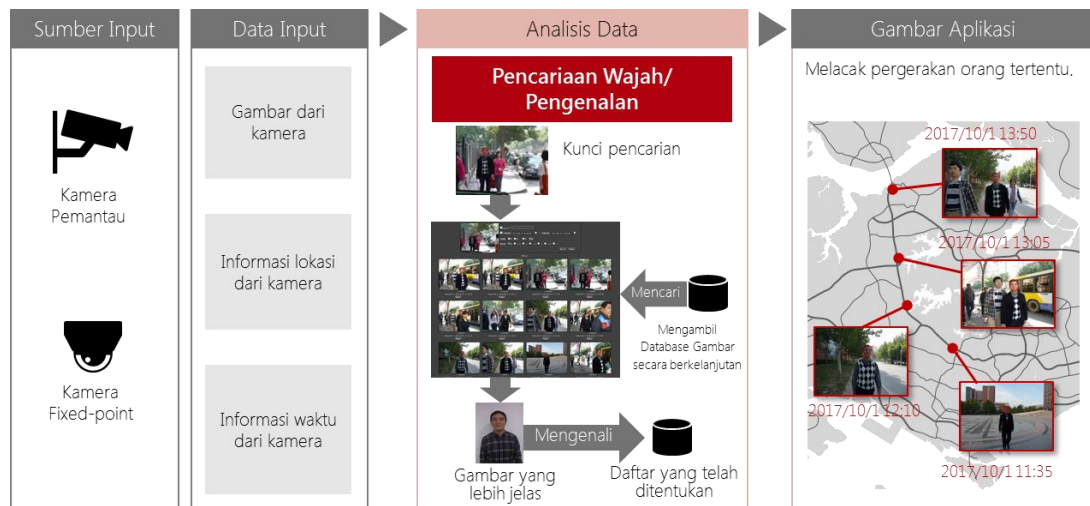 Sumber Input
Kamera
Pemantau
Kamera
Fixed-point
Data Input
Gambar dari
kamera
Informasi lokasi
dari kamera
Informasi waktu
dari kamera
Analisis Data
Pencariaan Wajah/
Pengenalan
Kunci pencarian
Mencari
Mengambil
Database Gambar
secara berkelanjutan
Mengenali
Gambar yang
lebih jelas
Daftar yang telah
ditentukan
Gambar Aplikasi
Melacak pergerakan orang tertentu.
2017/10/1 13:50
2017/10/1 13:05
2017/10/1 12:10
2017/10/1 11:35